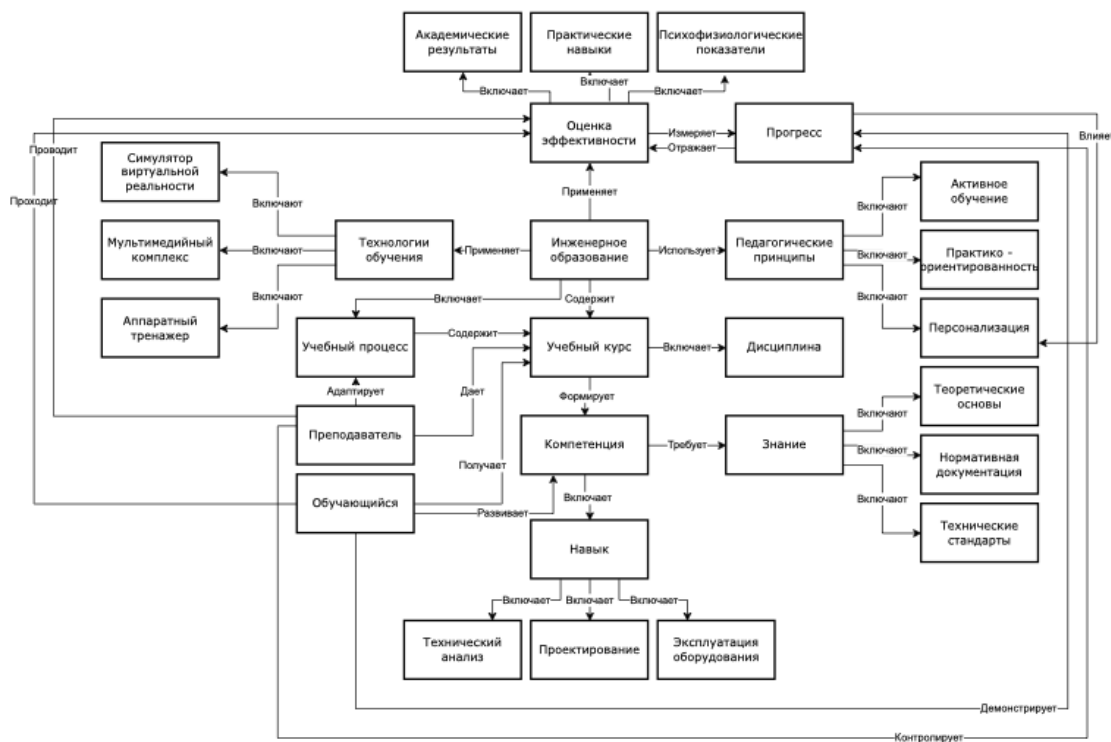 Академические
результаты
Практические
навыки
Психофизиологические
показатели
Включает
Включает
Включает
Оценка
эффективности
Измеряет
Отражает
Прогресс
Влияет
Проводит
Проходит
Симулятор
виртуальной
реальности
Включают
Применяет
Активное
обучение
Включают
Мультимедийный
комплекс
Включают
Технологии
обучения
Применяет
Инженерное
образование
Использует
Педагогические
принципы
Включают
Практико -
ориентированность
Включают
Включает
Содержит
Включают
Аппаратный
тренажер
Персонализация
Учебный процесс
Содержит
Учебный курс
Включает
Дисциплина
Адаптирует
Дает
Формирует
Теоретические
основы
Включают
Преподаватель
Компетенция
Требует
Знание
Включают
Нормативная
документация
Получает
Включают
Обучающийся
Развивает
Включает
Технические
стандарты
Навык
Включает
Включает
Включает
Технический
анализ
Проектирование
Эксплуатация
оборудования
Демонстрирует
Контролирует